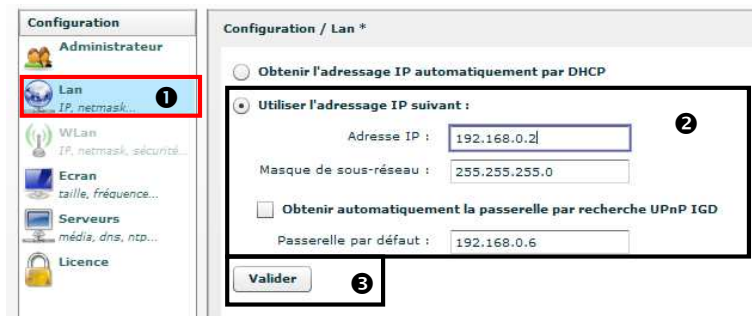 Configuration
Administrateur
Lan
IP, netmask...
❶
WLan
IP, netmask, sécurité...
Ecran
taille, fréquence...
Serveurs
média, dns, ntp...
Licence
Configuration / Lan *
Obtenir l'adressage IP automatiquement par DHCP
Utiliser l'adressage IP suivant :
❷
Adresse IP : 192.168.0.2
Masque de sous-réseau : 255.255.255.0
Obtenir automatiquement la passerelle par recherche UPnP IGD
Passerelle par défaut : 192.168.0.6
Valider
❸